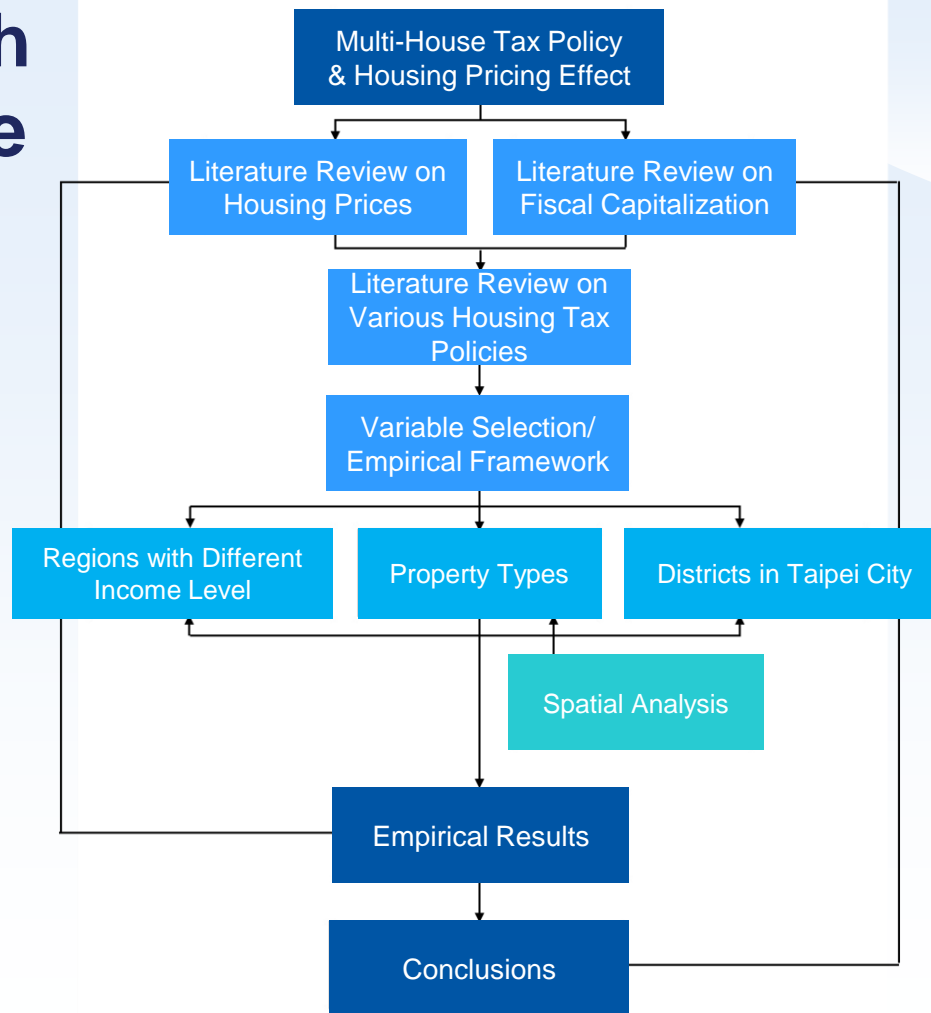 h
e
Multi-House Tax Policy
& Housing Pricing Effect
Literature Review on
Housing Prices
Literature Review on
Fiscal Capitalization
Literature Review on
Various Housing Tax
Policies
Variable Selection/
Empirical Framework
Regions with Different
Income Level
Property Types
Districts in Taipei City
Spatial Analysis
Empirical Results
Conclusions